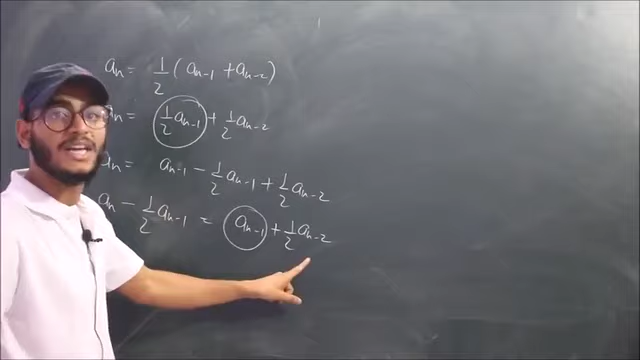 aₙ = 1/2 (aₙ₋₁ + aₙ₋₂)
aₙ = 1/2 aₙ₋₁ + 1/2 aₙ₋₂
aₙ = aₙ₋₁ - 1/2 aₙ₋₁ + 1/2 aₙ₋₂
aₙ - 1/2 aₙ₋₁ = aₙ₋₁ + 1/2 aₙ₋₂